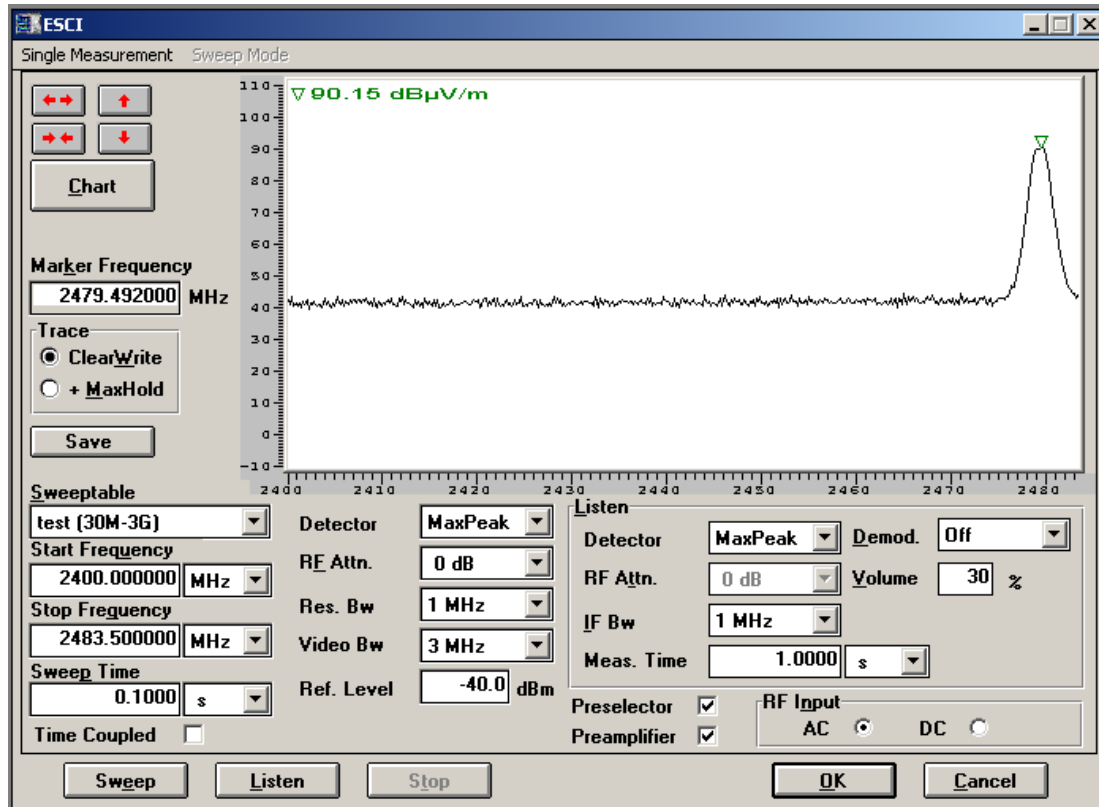 ESCI
Single Measurement Sweep Mode
▽90.15 dBµV/m
110
100
90
80
70
60
50
40
30
20
10
0
-10
2400 2410 2420 2430 2440 2450 2460 2470 2480
Chart
Marker Frequency
2479.492000 MHz
Trace
ClearWrite
+ MaxHold
Save
Sweeptable
test (30M-3G)
Start Frequency
2400.000000 MHz
Stop Frequency
2483.500000 MHz
Sweep Time
0.1000 s
Time Coupled
Detector MaxPeak
RF Attn. 0 dB
Res. Bw 1 MHz
Video Bw 3 MHz
Ref. Level -40.0 dBm
Listen
Detector MaxPeak Demod. Off
RF Attn. 0 dB Volume 30 %
IF Bw 1 MHz
Meas. Time 1.0000 s
Preselector
Preamplifier
RF Input
AC DC
Sweep Listen Stop OK Cancel